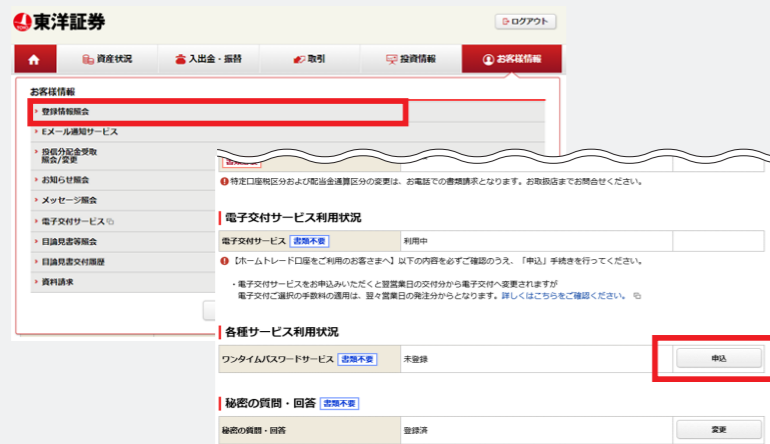 東洋証券
ログアウト
資産状況
入出金・振替
取引
投資情報
お客様情報
お客様情報
登録情報照会
Eメール通知サービス
投信分配金受取
照会/変更
お知らせ照会
メッセージ照会
電子交付サービス
目論見書等照会
目論見書交付履歴
資料請求
特定口座税区分および配当金通算区分の変更は、お電話での書類請求となります。お取扱店までお問合せください。
電子交付サービス利用状況
電子交付サービス 書類不要 利用中
【ホームトレード口座をご利用のお客さまへ】以下の内容を必ずご確認のうえ、「申込」手続きを行ってください。
・電子交付サービスをお申込みいただくと翌営業日の交付分から電子交付へ変更されますが
電子交付ご選択の手数料の適用は、翌々営業日の発注分からとなります。詳しくはこちらをご確認ください。
各種サービス利用状況
ワンタイムパスワードサービス 書類不要 未登録 申込
秘密の質問・回答 書類不要
秘密の質問・回答 登録済 変更